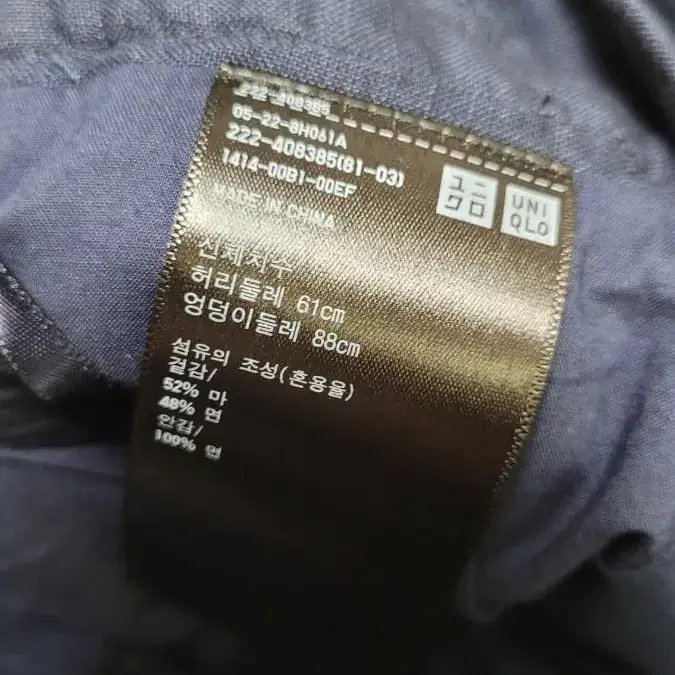 222-408385
05-22-8H061A
222-408385(81-03)
1414-00B1-00EF
MADE IN CHINA
ユニ
クロ
UNI
QLO
신체치수
허리둘레 61cm
엉덩이둘레 88cm
섬유의 조성(혼용율)
겉감/
52% 마
48% 면
안감/
100% 면